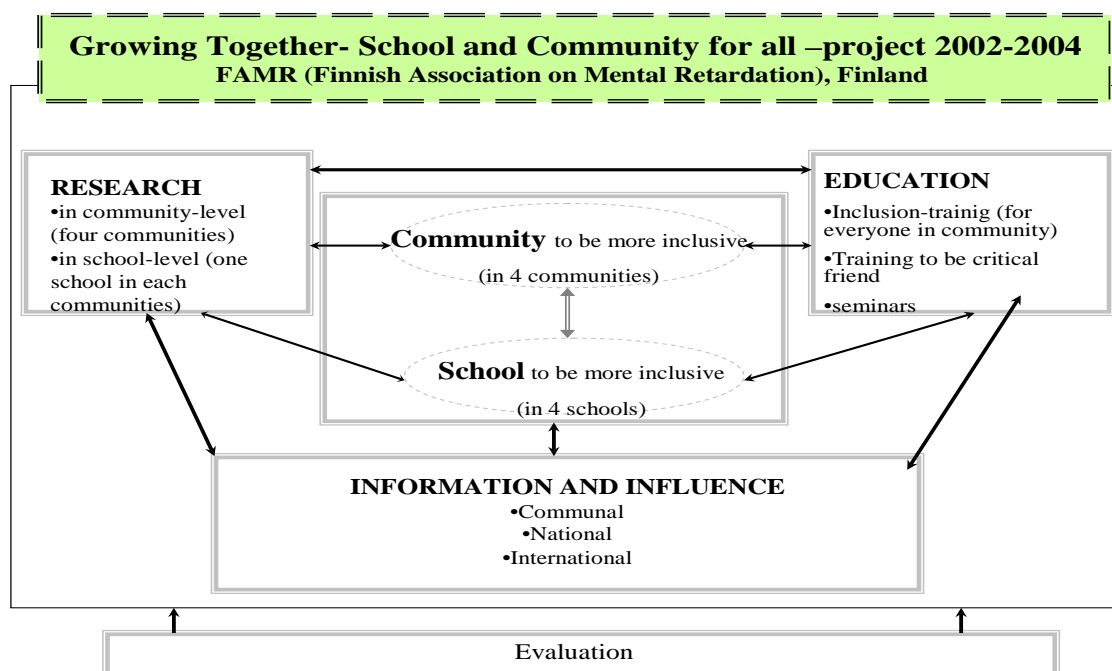 Growing Together- School and Community for all –project 2002-2004
FAMR (Finnish Association on Mental Retardation), Finland
RESEARCH
•in community-level
(four communities)
•in school-level (one
school in each
communities)
Community to be more inclusive
(in 4 communities)
School to be more inclusive
(in 4 schools)
EDUCATION
•Inclusion-trainig (for
everyone in community)
•Training to be critical
friend
•seminars
INFORMATION AND INFLUENCE
•Communal
•National
•International
Evaluation